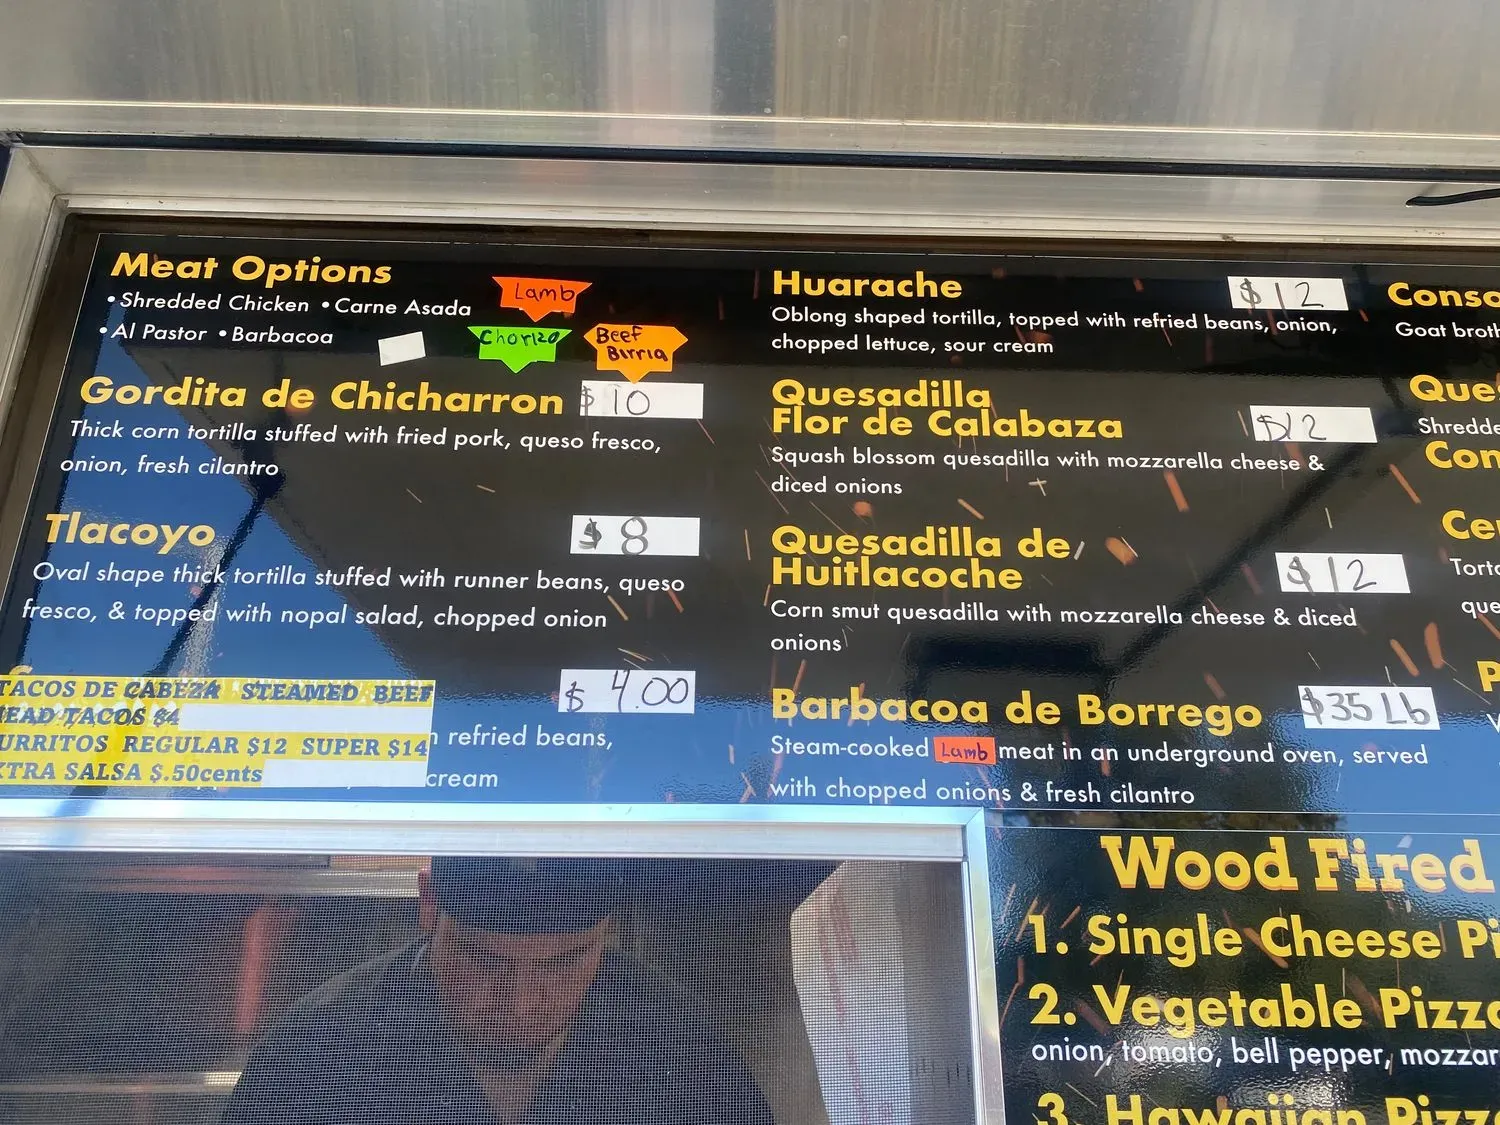 Meat Options
•Shredded Chicken •Carne Asada
•Al Pastor •Barbacoa
Lamb
Chorizo
Beef
Birria
Gordita de Chicharron $10
Thick corn tortilla stuffed with fried pork, queso fresco,
onion, fresh cilantro
Tlacoyo $8
Oval shape thick tortilla stuffed with runner beans, queso
fresco, & topped with nopal salad, chopped onion
$4.00
TACOS DE CABEZA STEAMED BEEF
TACOS $4
REGULAR $12 SUPER $14
SALSA $.50cents
refried beans,
cream
Huarache $12
Oblong shaped tortilla, topped with refried beans, onion,
chopped lettuce, sour cream
Quesadilla
Flor de Calabaza $12
Squash blossom quesadilla with mozzarella cheese &
diced onions
Quesadilla de
Huitlacoche $12
Corn smut quesadilla with mozzarella cheese & diced
onions
Barbacoa de Borrego $35 Lb
Steam-cooked Lamb meat in an underground oven, served
with chopped onions & fresh cilantro
Goat
Wood Fired
1. Single Cheese
2. Vegetable Pizza
onion, tomato, bell pepper,
3. Hawaiian Pizza